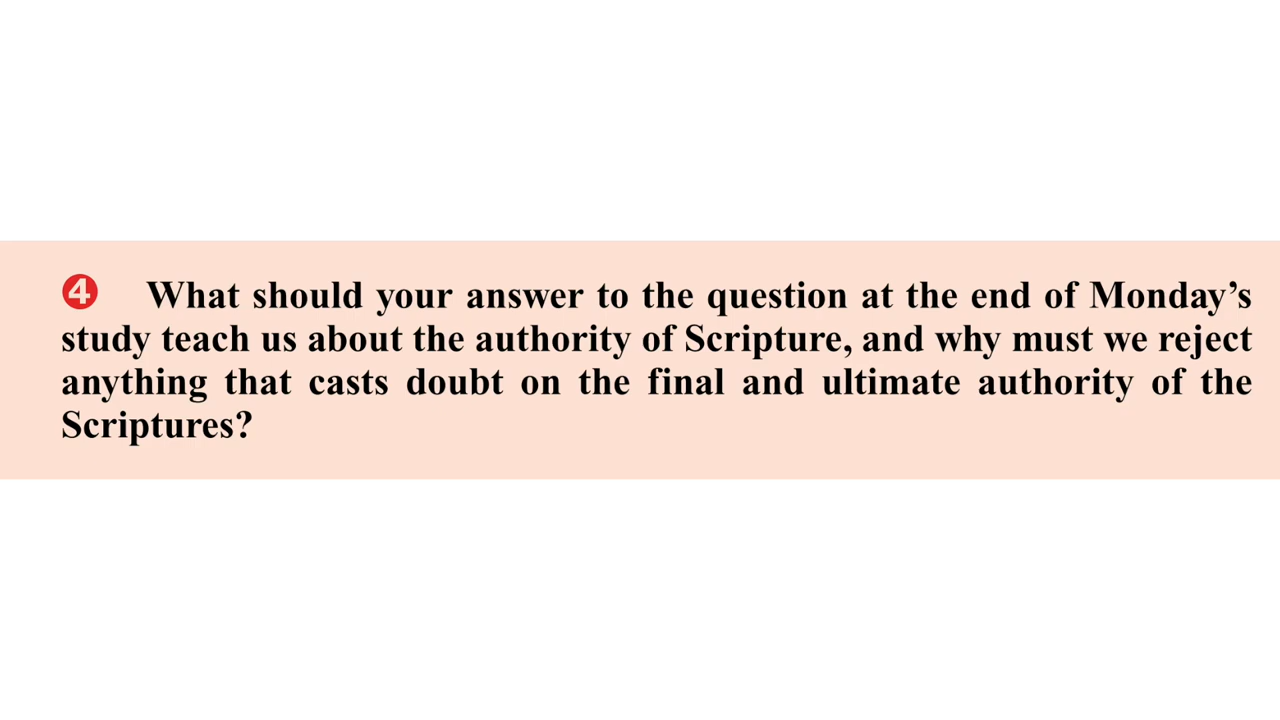 ❹ What should your answer to the question at the end of Monday’s
study teach us about the authority of Scripture, and why must we reject
anything that casts doubt on the final and ultimate authority of the
Scriptures?